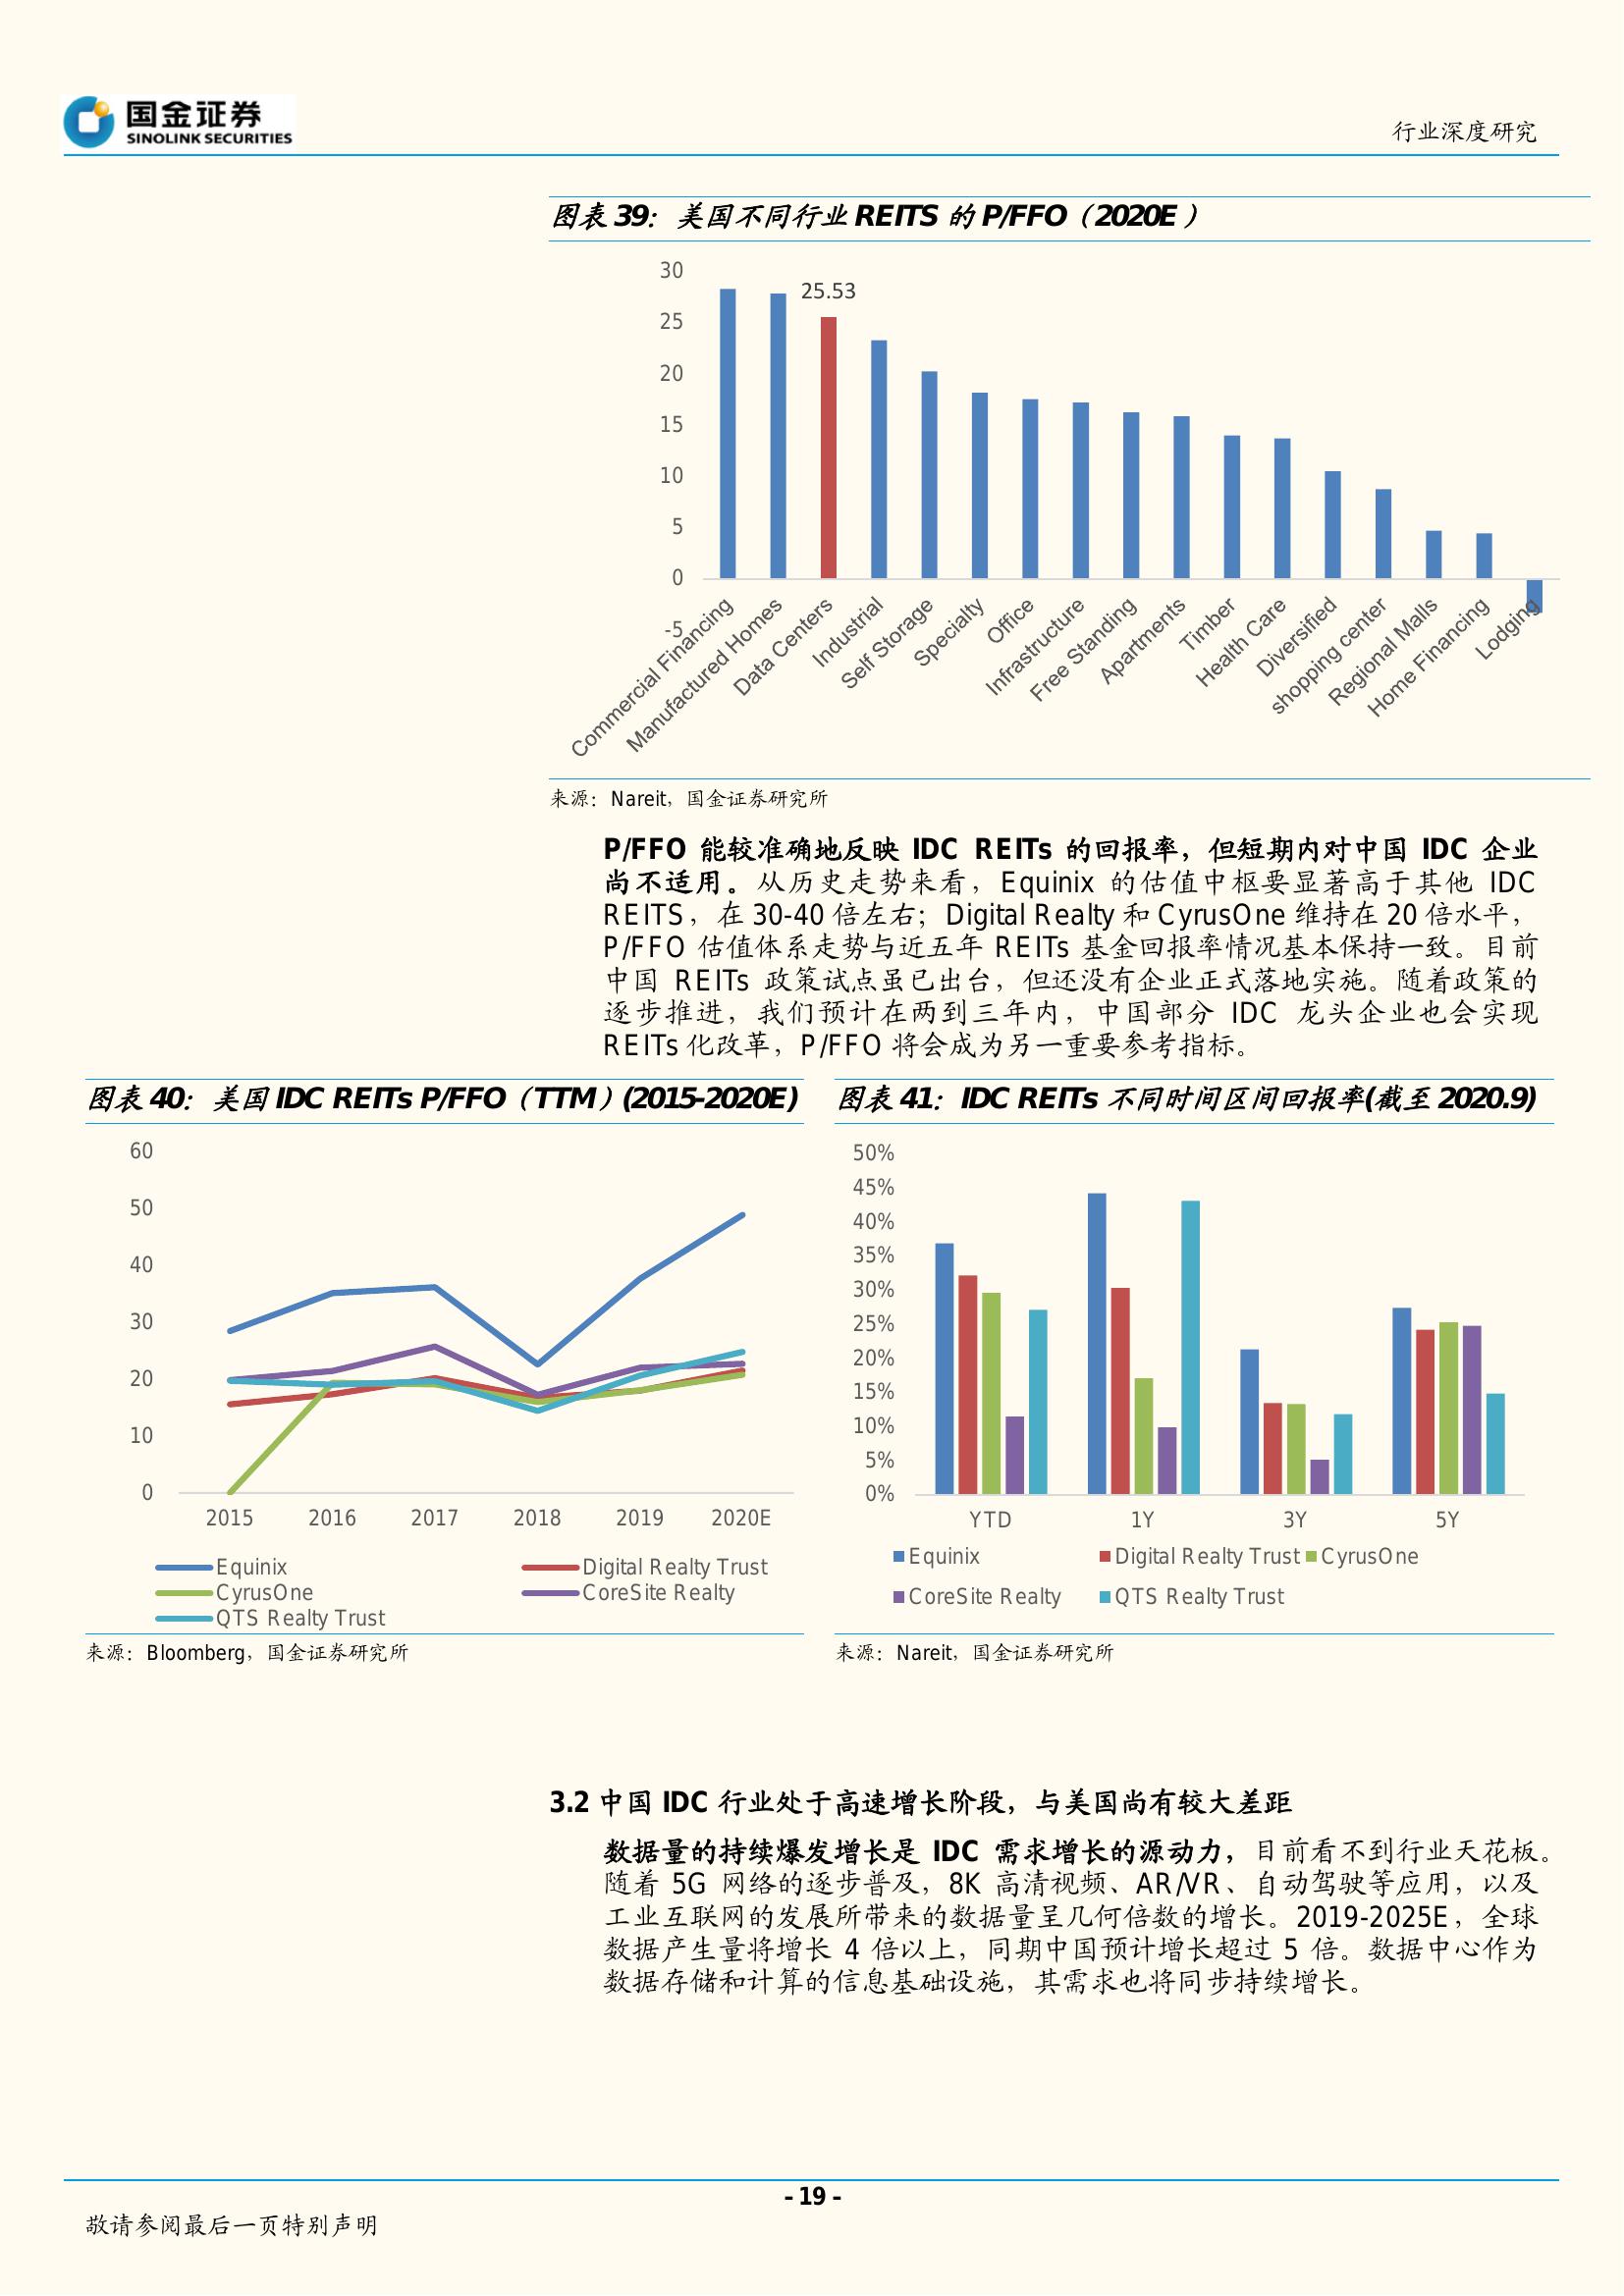 国金证券
SINOLINK SECURITIES
行业深度研究
图表 39：美国不同行业 REITS 的 P/FFO（2020E）
30
25
20
15
10
5
0
-5
25.53
Commercial Financing
Manufactured Homes
Data Centers
Industrial
Self Storage
Specialty
Office
Infrastructure
Free Standing
Apartments
Timber
Health Care
Diversified
shopping center
Regional Malls
Home Financing
Lodging
来源：Nareit，国金证券研究所
P/FFO 能较准确地反映 IDC REITs 的回报率，但短期内对中国 IDC 企业
尚不适用。从历史走势来看，Equinix 的估值中枢要显著高于其他 IDC
REITS，在 30-40 倍左右；Digital Realty 和 CyrusOne 维持在 20 倍水平，
P/FFO 估值体系走势与近五年 REITs 基金回报率情况基本保持一致。目前
中国 REITs 政策试点虽已出台，但还没有企业正式落地实施。随着政策的
逐步推进，我们预计在两到三年内，中国部分 IDC 龙头企业也会实现
REITs 化改革，P/FFO 将会成为另一重要参考指标。
图表 40：美国 IDC REITs P/FFO（TTM）(2015-2020E)
60
50
40
30
20
10
0
2015 2016 2017 2018 2019 2020E
Equinix Digital Realty Trust
CyrusOne CoreSite Realty
QTS Realty Trust
来源：Bloomberg，国金证券研究所
图表 41：IDC REITs 不同时间区间回报率(截至 2020.9)
50%
45%
40%
35%
30%
25%
20%
15%
10%
5%
0%
YTD 1Y 3Y 5Y
Equinix Digital Realty Trust CyrusOne
CoreSite Realty QTS Realty Trust
来源：Nareit，国金证券研究所
3.2 中国 IDC 行业处于高速增长阶段，与美国尚有较大差距
数据量的持续爆发增长是 IDC 需求增长的源动力，目前看不到行业天花板。
随着 5G 网络的逐步普及，8K 高清视频、AR/VR、自动驾驶等应用，以及
工业互联网的发展所带来的数据量呈几何倍数的增长。2019-2025E，全球
数据产生量将增长 4 倍以上，同期中国预计增长超过 5 倍。数据中心作为
数据存储和计算的信息基础设施，其需求也将同步持续增长。
- 19 -
敬请参阅最后一页特别声明